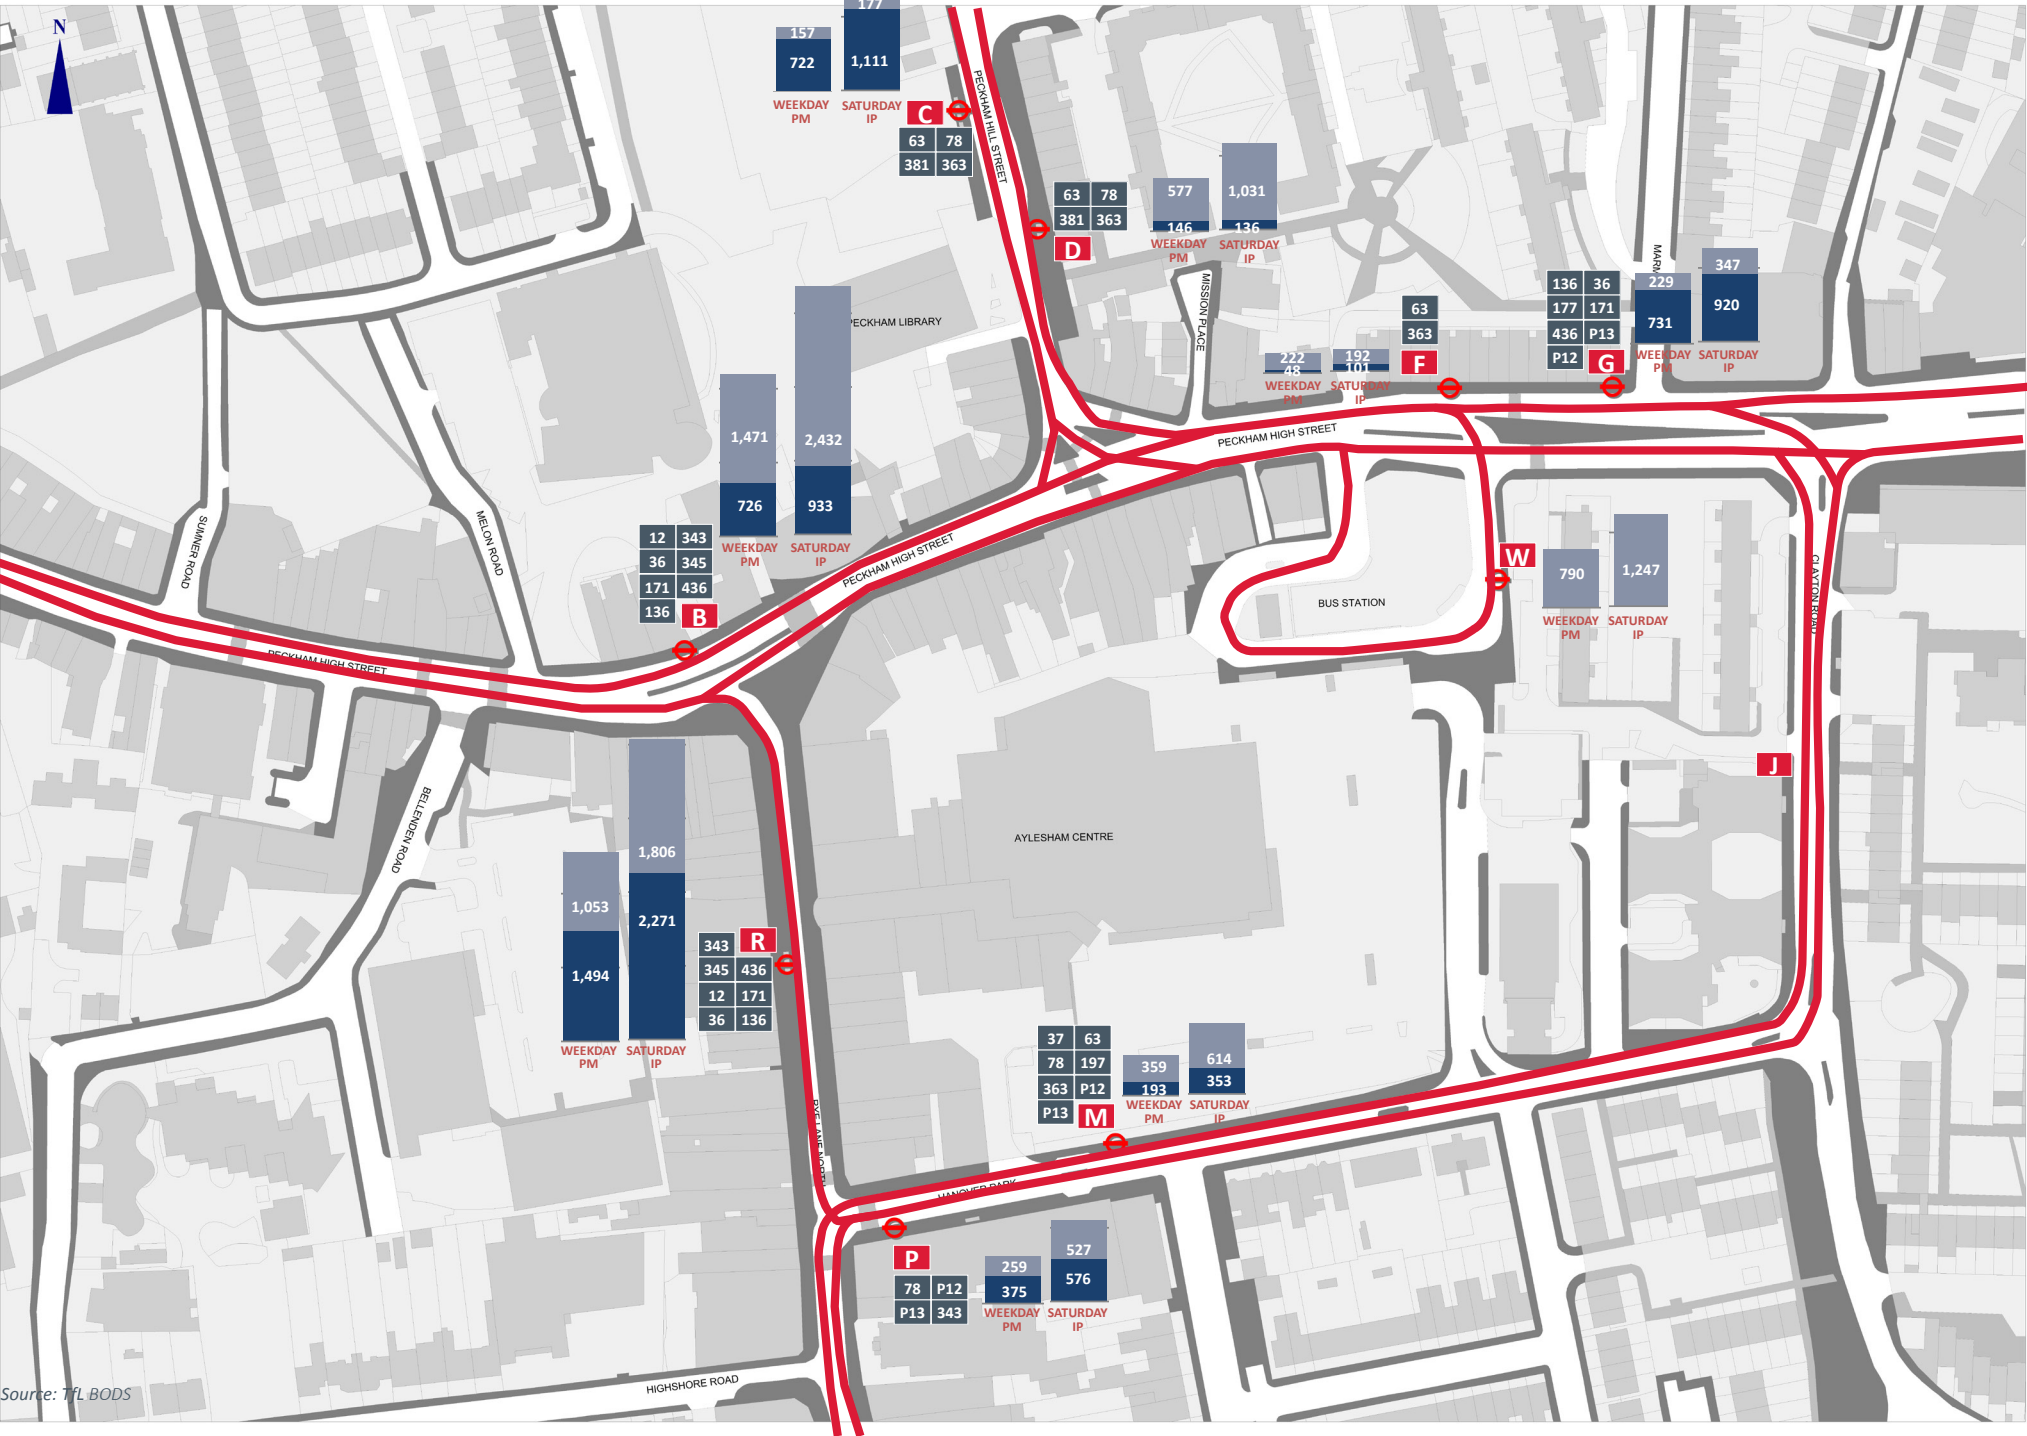 N
177
157
722
1,111
WEEKDAY
PM
SATURDAY
IP
C
63 78
381 363
PECKHAM HILL STREET
63 78
381 363
D
577
146
1,031
136
WEEKDAY
PM
SATURDAY
IP
MISSION PLACE
PECKHAM LIBRARY
63
363
F
222
48
192
101
WEEKDAY
PM
SATURDAY
IP
136 36
177 171
436 P13
P12 G
229
731
347
920
WEEKDAY
PM
SATURDAY
IP
MARM
PECKHAM HIGH STREET
1,471
726
2,432
933
WEEKDAY
PM
SATURDAY
IP
12 343
36 345
171 436
136 B
SUMNER ROAD
MELON ROAD
PECKHAM HIGH STREET
PECKHAM HIGH STREET
BUS STATION
W
790
1,247
WEEKDAY
PM
SATURDAY
IP
CLAYTON ROAD
J
BELLENDEN ROAD
AYLESHAM CENTRE
1,053
1,494
1,806
2,271
WEEKDAY
PM
SATURDAY
IP
343 R
345 436
12 171
36 136
RYE LANE NORTH
37 63
78 197
363 P12
P13 M
359
193
614
353
WEEKDAY
PM
SATURDAY
IP
HANOVER PARK
P
78 P12
P13 343
259
375
527
576
WEEKDAY
PM
SATURDAY
IP
HIGHSHORE ROAD
Source: TfL BODS